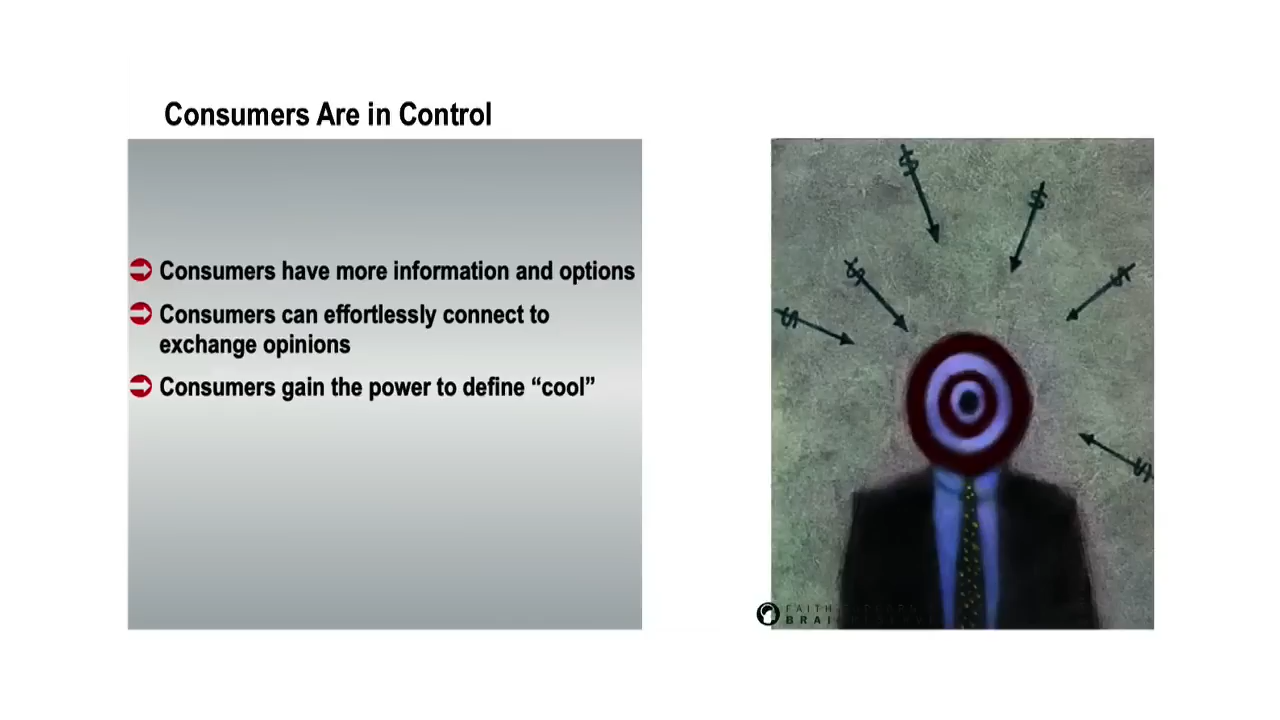 Consumers Are in Control
Consumers have more information and options
Consumers can effortlessly connect to
exchange opinions
Consumers gain the power to define “cool”
$
$
$
$
$
$
FAITH